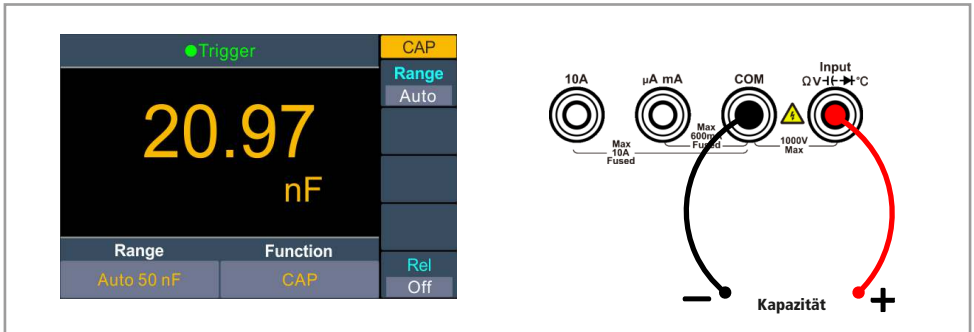 ●Trigger
CAP
Range
Auto
20.97
nF
Range Function
Auto 50 nF CAP
Rel
Off
Input
10A µA mA COM ΩV⊣⊢▶|°C
Max
600mA
Fused
Max
10A
Fused
1000V
Max
− Kapazität +